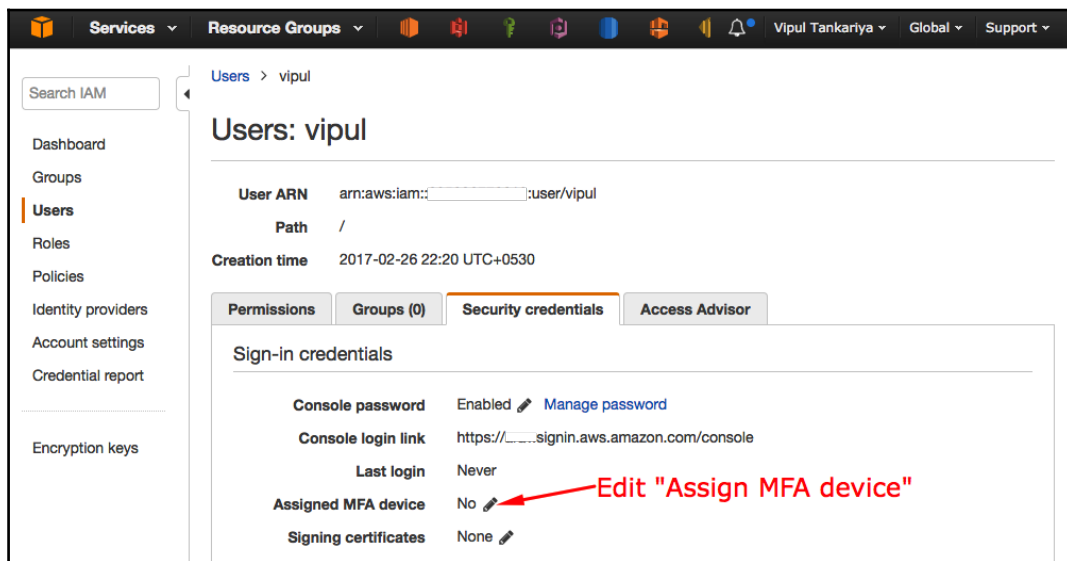 Services Resource Groups Vipul Tankariya Global Support
Search IAM
Dashboard
Groups
Users
Roles
Policies
Identity providers
Account settings
Credential report
Encryption keys
Users > vipul
Users: vipul
User ARN arn:aws:iam:: :user/vipul
Path /
Creation time 2017-02-26 22:20 UTC+0530
Permissions Groups (0) Security credentials Access Advisor
Sign-in credentials
Console password Enabled Manage password
Console login link https:// signin.aws.amazon.com/console
Last login Never
Assigned MFA device No Edit "Assign MFA device"
Signing certificates None